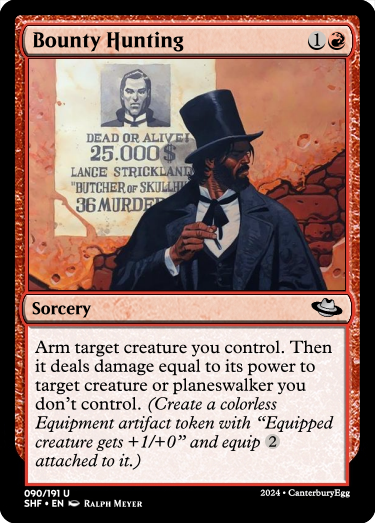 Bounty Hunting 1
DEAD OR ALIVE!
25.000$
LANCE STRICKLAND
"BUTCHER OF SKULLHI
36 MURDER
Sorcery
Arm target creature you control. Then
it deals damage equal to its power to
target creature or planeswalker you
don't control. (Create a colorless
Equipment artifact token with “Equipped
creature gets +1/+0” and equip 2
attached to it.)
090/191 U
SHF • EN RALPH MEYER
2024 • CanterburyEgg